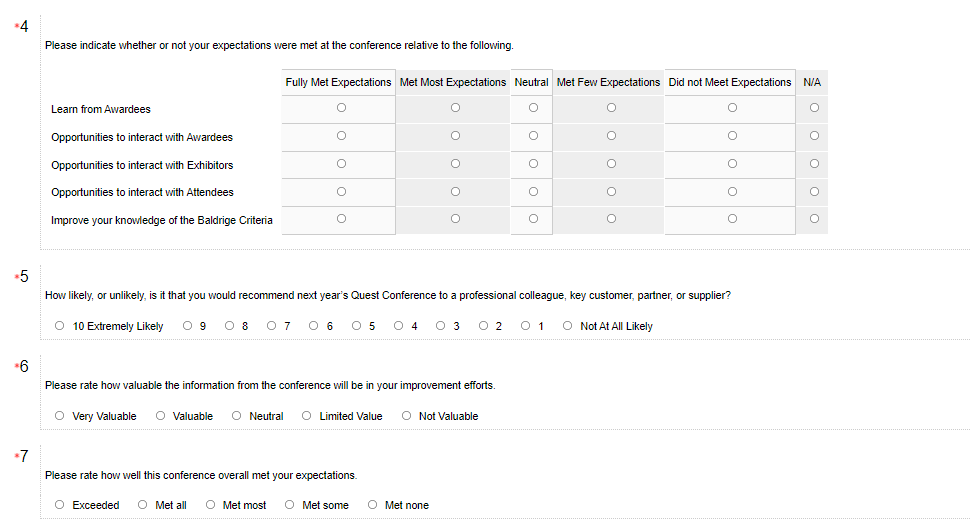 *4
Please indicate whether or not your expectations were met at the conference relative to the following.
Fully Met Expectations Met Most Expectations Neutral Met Few Expectations Did not Meet Expectations N/A
Learn from Awardees
Opportunities to interact with Awardees
Opportunities to interact with Exhibitors
Opportunities to interact with Attendees
Improve your knowledge of the Baldrige Criteria
*5
How likely, or unlikely, is it that you would recommend next year's Quest Conference to a professional colleague, key customer, partner, or supplier?
10 Extremely Likely 9 8 7 6 5 4 3 2 1 Not At All Likely
*6
Please rate how valuable the information from the conference will be in your improvement efforts.
Very Valuable Valuable Neutral Limited Value Not Valuable
*7
Please rate how well this conference overall met your expectations.
Exceeded Met all Met most Met some Met none